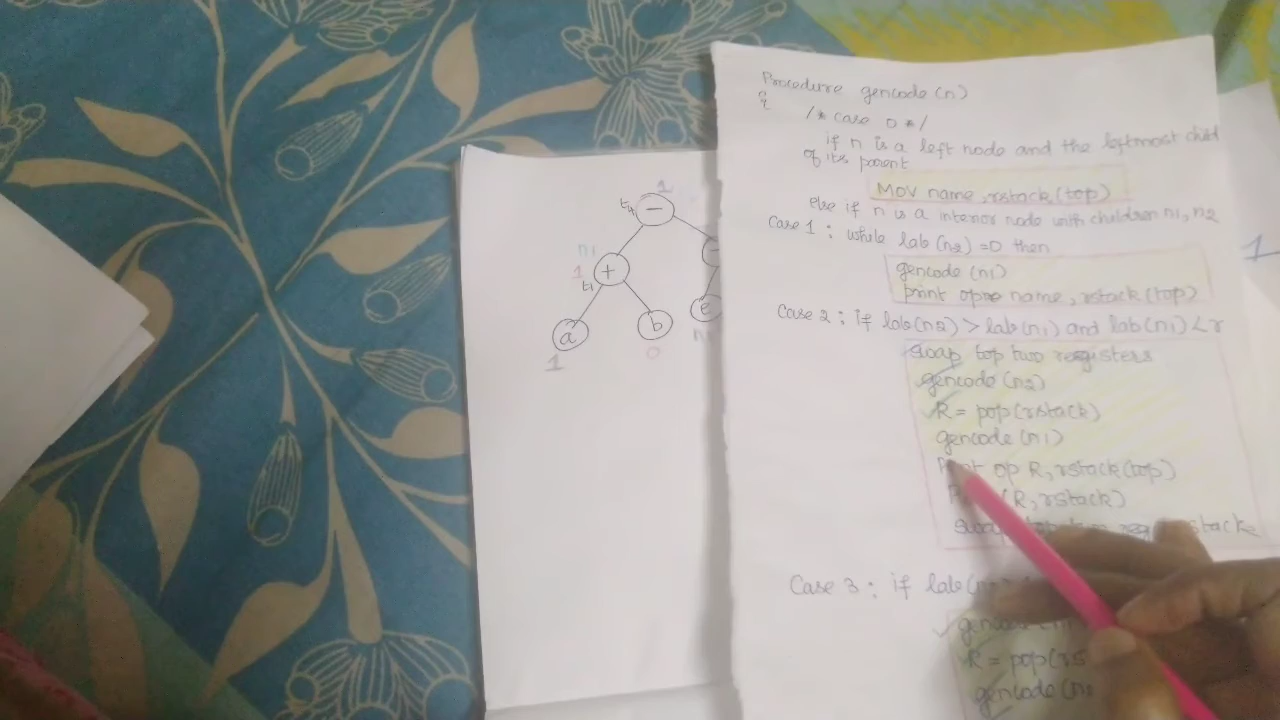 Procedure gencode(n)
{
/* case 0 */
if n is a left node and the leftmost child
of its parent
MOV name, rstack(top)
else if n is a interior node with children n1, n2
Case 1: while lab(n2) = 0 then
gencode(n1)
print op name, rstack(top)
Case 2: if lab(n2) > lab(n1) and lab(n1) < r
swap top two registers
gencode(n2)
R = pop(rstack)
gencode(n1)
op R, rstack(top)
(R, rstack)
swap
Case 3: if lab(
R = pop(
gencode(n
1
t4
-
n1
1
+
t1
a
b
e
1
0